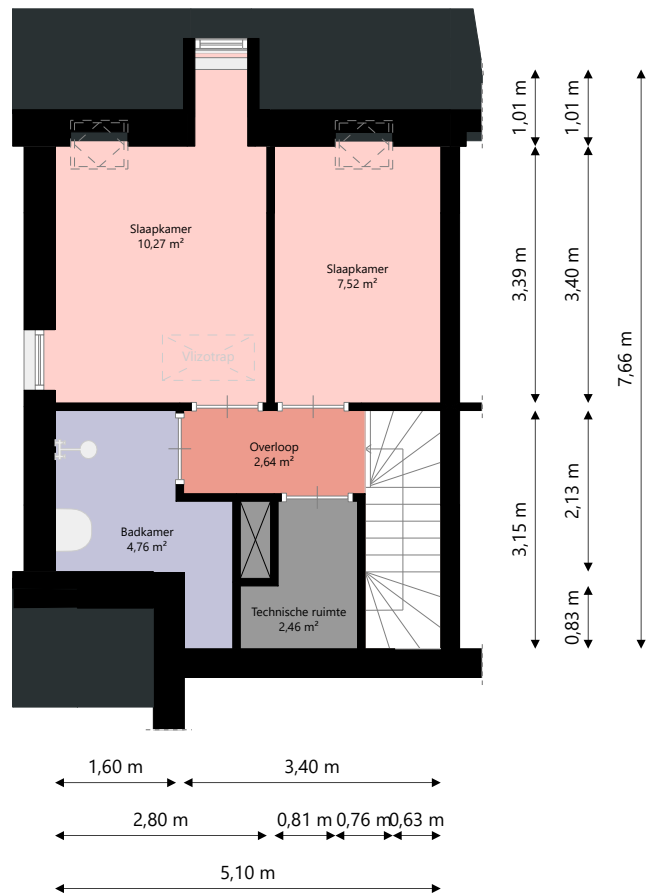 Slaapkamer
10,27 m²
Slaapkamer
7,52 m²
Vlizotrap
Overloop
2,64 m²
Badkamer
4,76 m²
Technische ruimte
2,46 m²
1,01 m
1,01 m
3,39 m
3,40 m
7,66 m
3,15 m
2,13 m
0,83 m
1,60 m
3,40 m
2,80 m
0,81 m
0,76 m
0,63 m
5,10 m